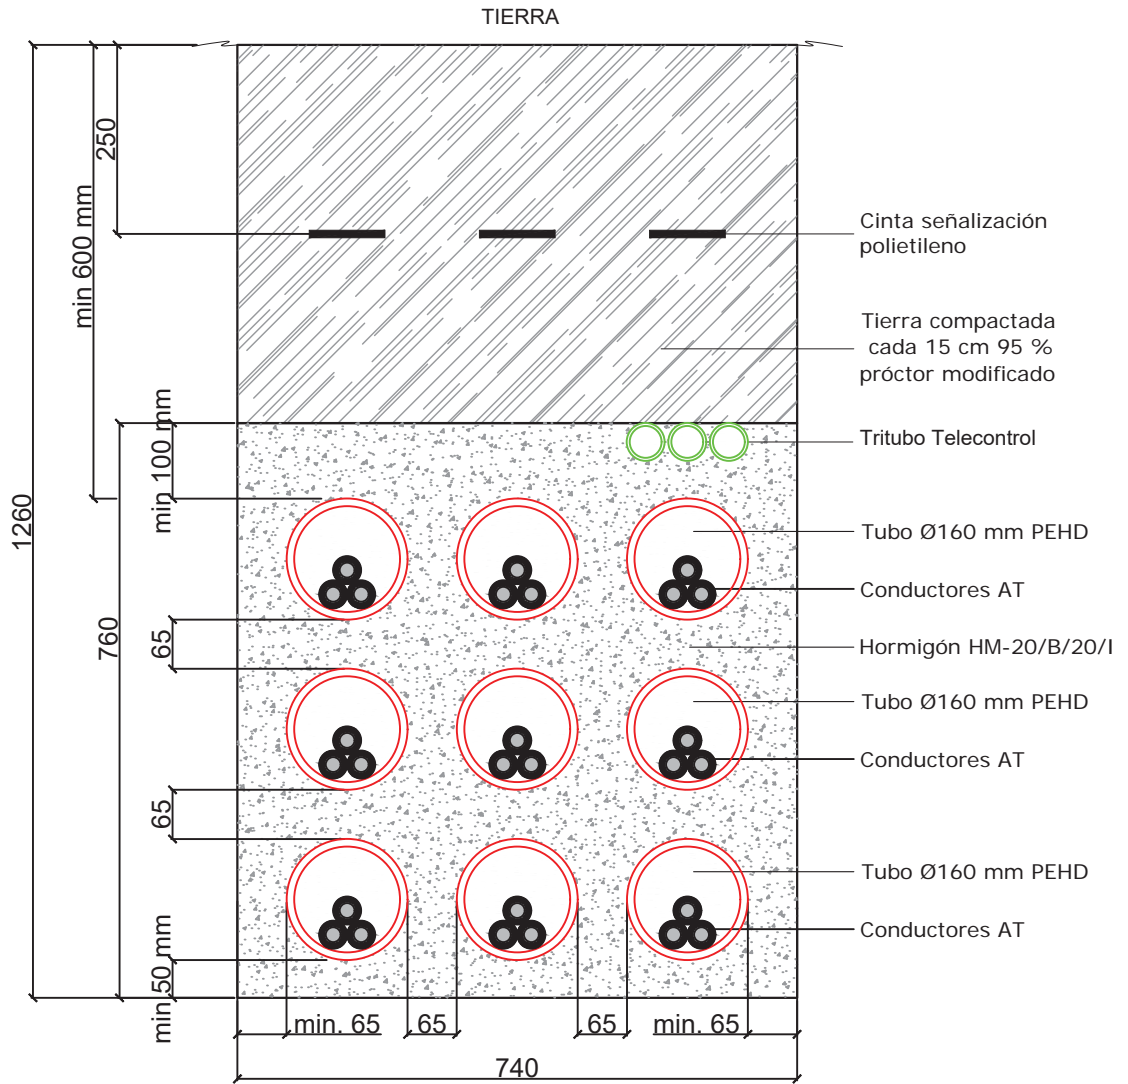 TIERRA
250
min 600 mm
1260
Cinta señalización
polietileno
Tierra compactada
cada 15 cm 95 %
próctor modificado
min 100 mm
Tritubo Telecontrol
Tubo Ø160 mm PEHD
Conductores AT
760
65
Hormigón HM-20/B/20/I
Tubo Ø160 mm PEHD
Conductores AT
65
Tubo Ø160 mm PEHD
Conductores AT
min 50 mm
min. 65
65
65
min. 65
740